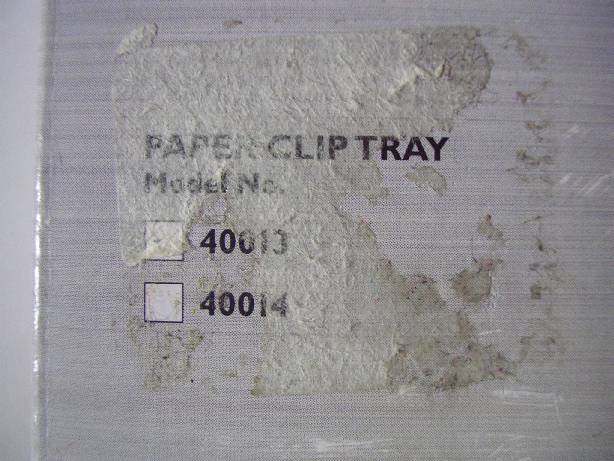 PAPER CLIP TRAY
Model No.
40013
40014